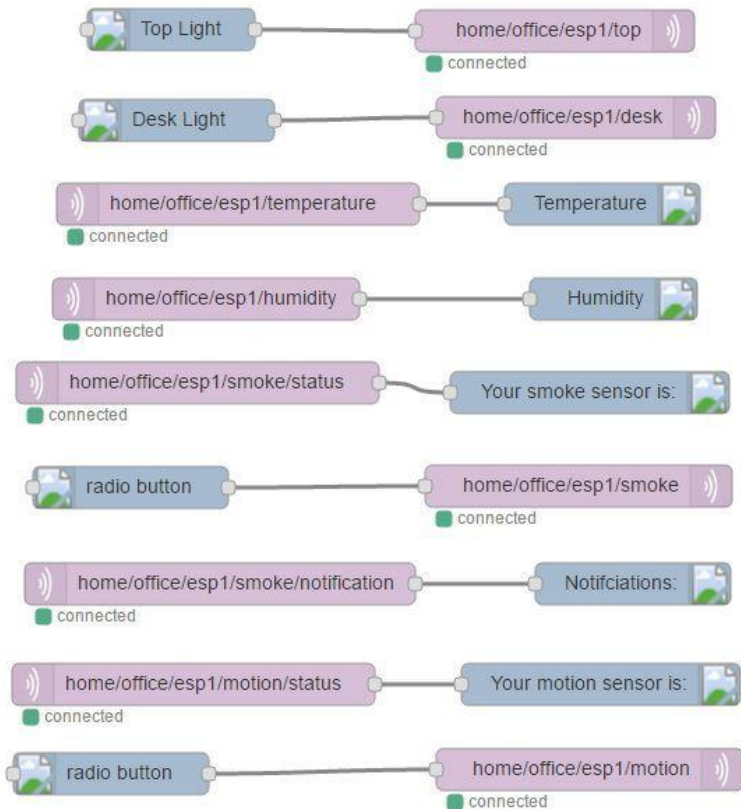 Top Light
home/office/esp1/top
connected
Desk Light
home/office/esp1/desk
connected
home/office/esp1/temperature
Temperature
connected
home/office/esp1/humidity
Humidity
connected
home/office/esp1/smoke/status
Your smoke sensor is:
connected
radio button
home/office/esp1/smoke
connected
home/office/esp1/smoke/notification
Notifciations:
connected
home/office/esp1/motion/status
Your motion sensor is:
connected
radio button
home/office/esp1/motion
connected